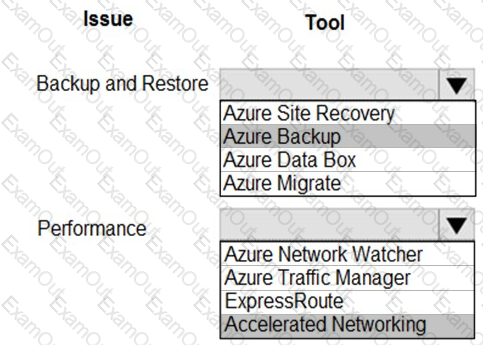 Issue Tool
Backup and Restore
Azure Site Recovery
Azure Backup
Azure Data Box
Azure Migrate
Performance
Azure Network Watcher
Azure Traffic Manager
ExpressRoute
Accelerated Networking